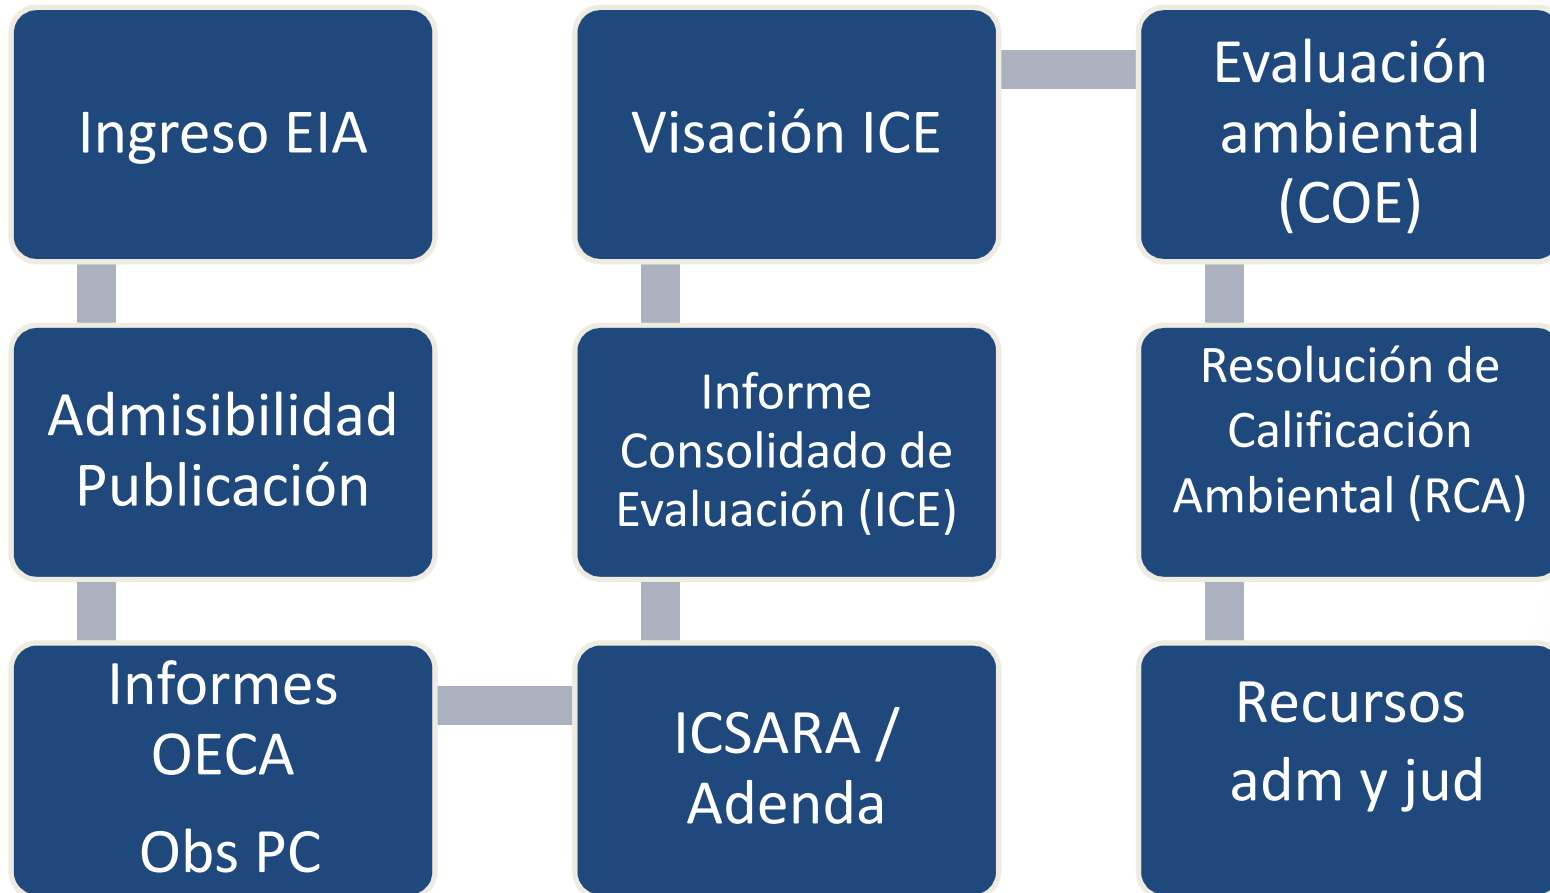 Ingreso EIA
Admisibilidad
Publicación
Informes
OECA
Obs PC
ICSARA /
Adenda
Informe
Consolidado de
Evaluación (ICE)
Visación ICE
Evaluación
ambiental
(COE)
Resolución de
Calificación
Ambiental (RCA)
Recursos
adm y jud